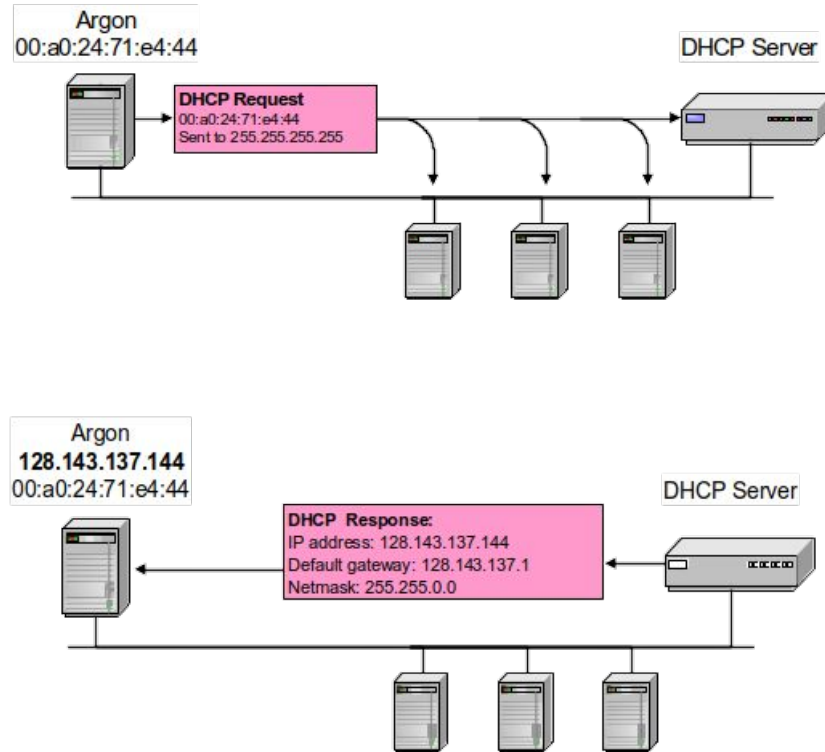 Argon
00:a0:24:71:e4:44
DHCP Server
DHCP Request
00:a0:24:71:e4:44
Sent to 255.255.255.255
Argon
128.143.137.144
00:a0:24:71:e4:44
DHCP Server
DHCP Response:
IP address: 128.143.137.144
Default gateway: 128.143.137.1
Netmask: 255.255.0.0